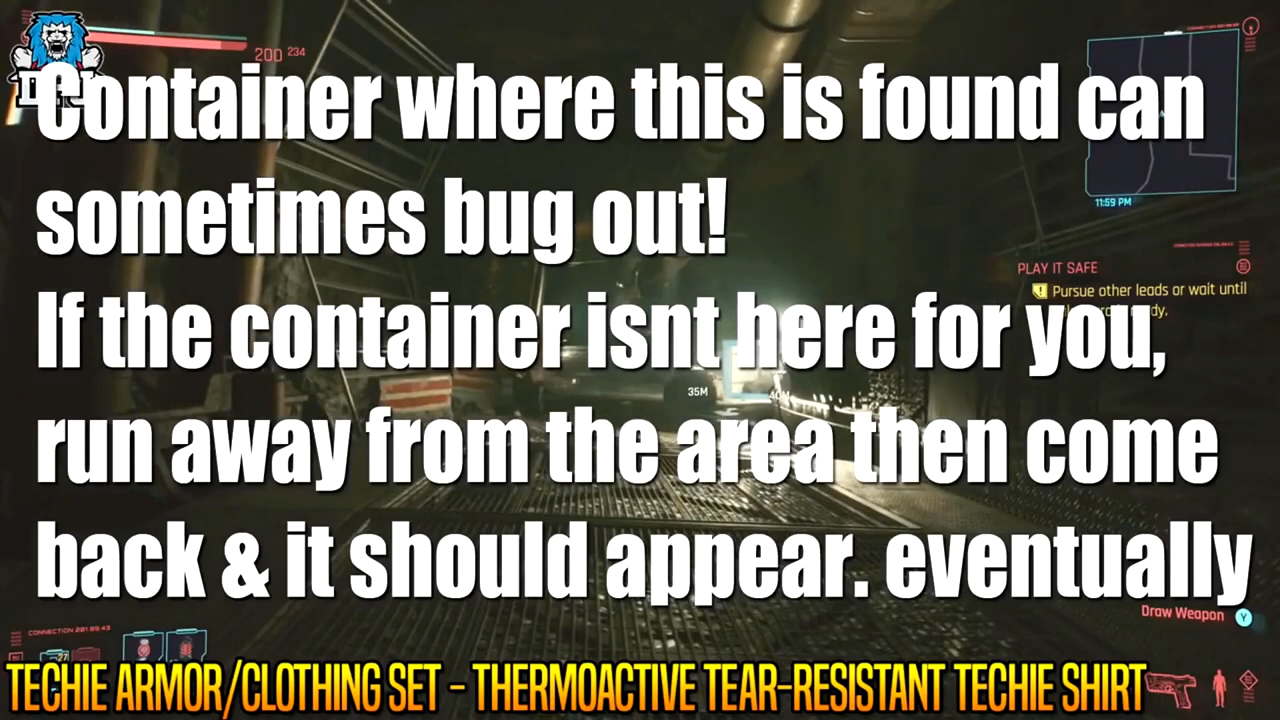 200 234
Container where this is found can
sometimes bug out!
If the container isnt here for you,
run away from the area then come
back & it should appear. eventually
11:59 PM
PLAY IT SAFE
Pursue other leads or wait until
35M
Draw Weapon Y
TECHIE ARMOR/CLOTHING SET - THERMOACTIVE TEAR-RESISTANT TECHIE SHIRT